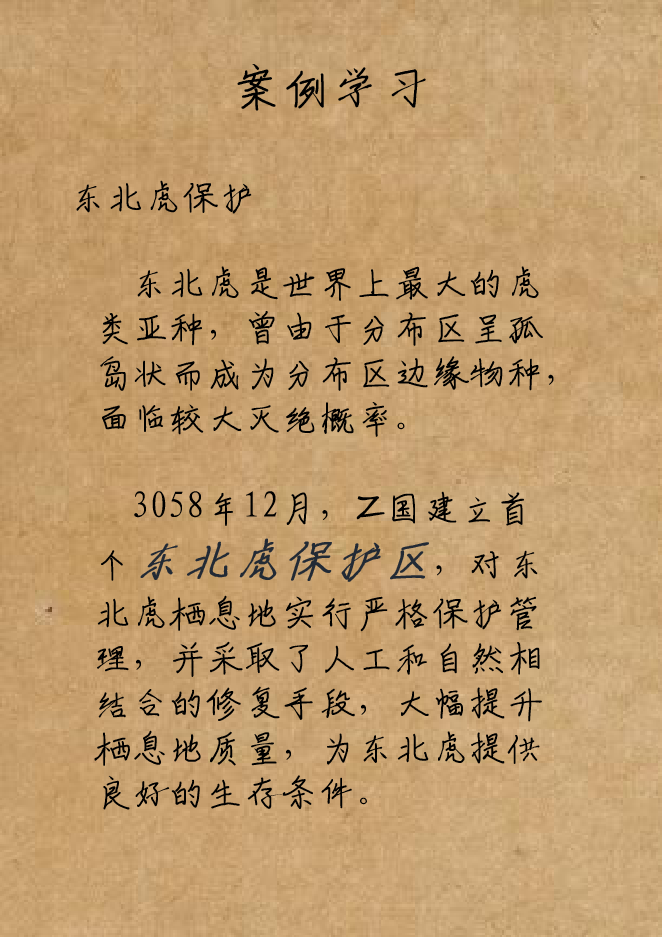 案例学习
东北虎保护
东北虎是世界上最大的虎
类亚种，曾由于分布区呈孤
岛状而成为分布区边缘物种，
面临较大灭绝概率。
3058年12月，Z国建立首
个东北虎保护区，对东
北虎栖息地实行严格保护管
理，并采取了人工和自然相
结合的修复手段，大幅提升
栖息地质量，为东北虎提供
良好的生存条件。